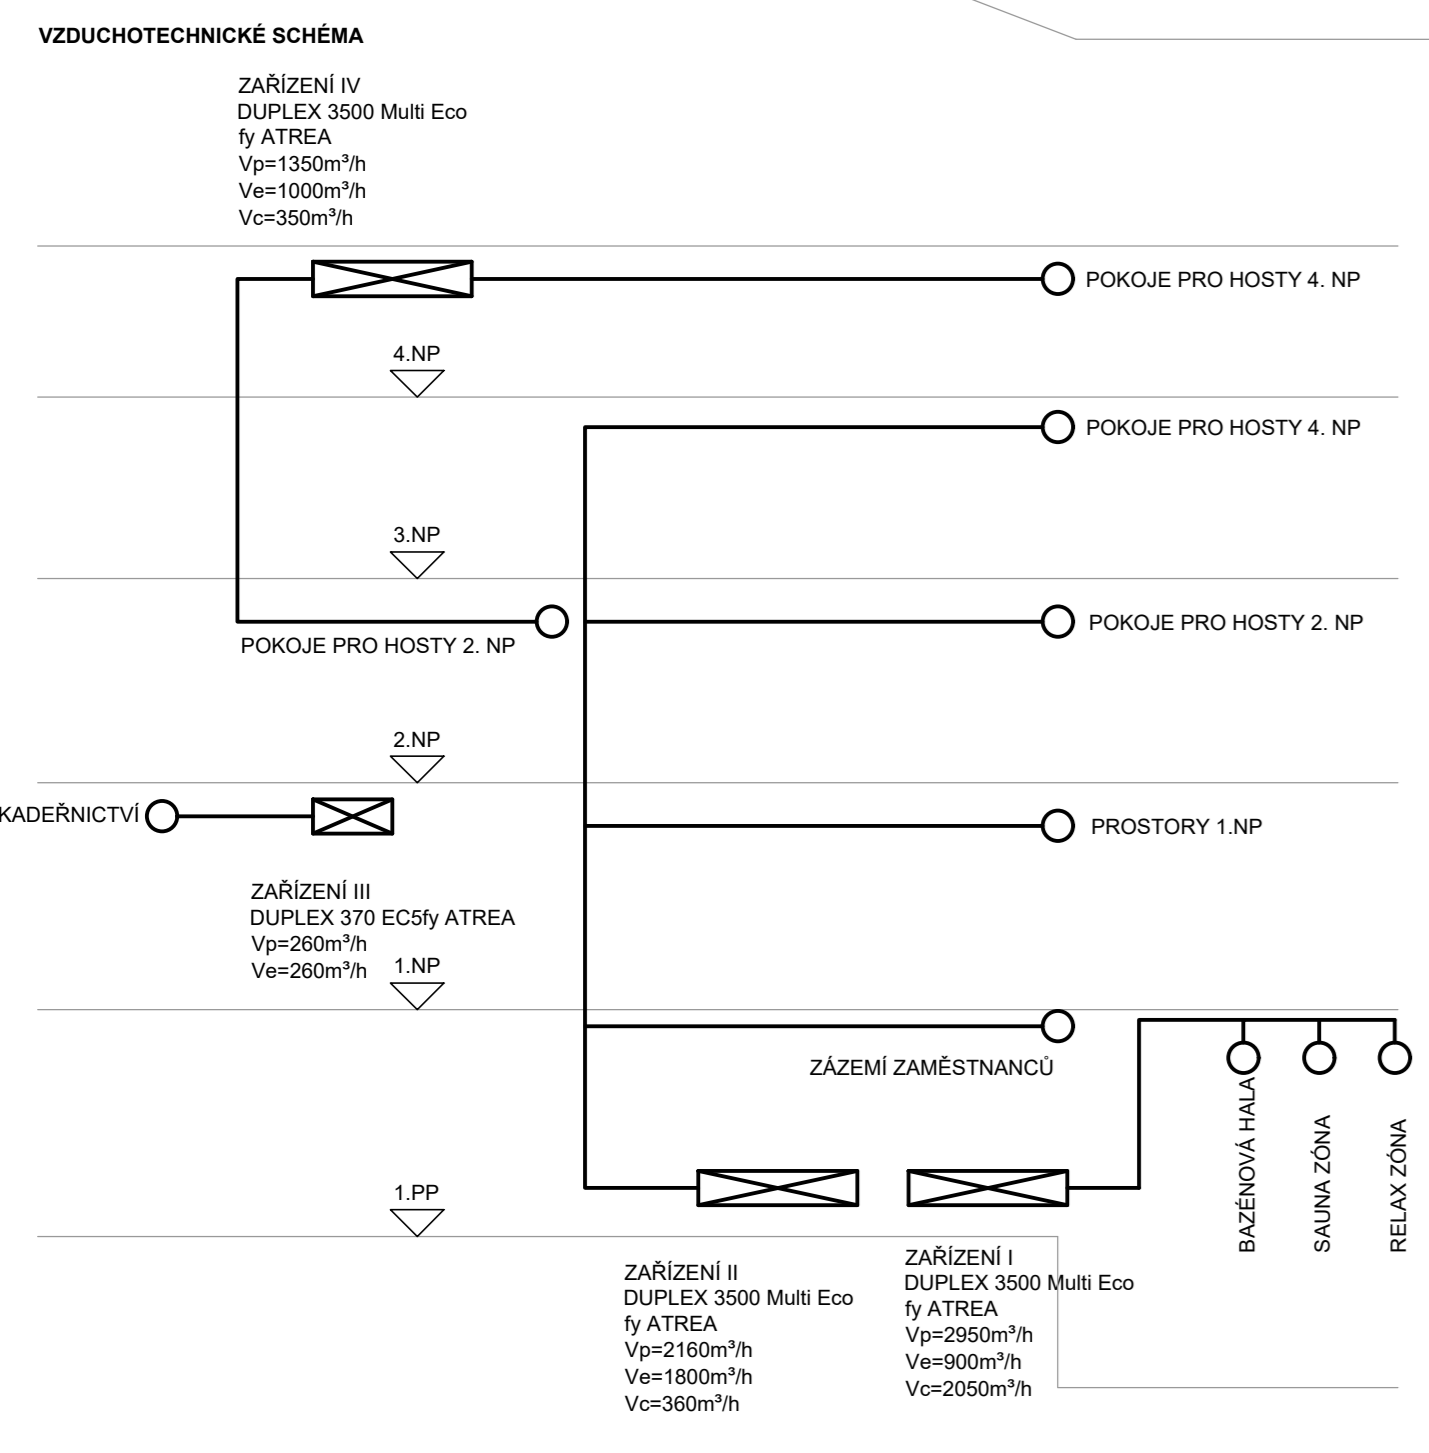 VZDUCHOTECHNICKÉ SCHÉMA
ZAŘÍZENÍ IV
DUPLEX 3500 Multi Eco
fy ATREA
Vp=1350m³/h
Ve=1000m³/h
Vc=350m³/h
POKOJE PRO HOSTY 4. NP
4.NP
POKOJE PRO HOSTY 4. NP
3.NP
POKOJE PRO HOSTY 2. NP
POKOJE PRO HOSTY 2. NP
2.NP
KADEŘNICTVÍ
PROSTORY 1.NP
ZAŘÍZENÍ III
DUPLEX 370 EC5fy ATREA
Vp=260m³/h
Ve=260m³/h
1.NP
ZÁZEMÍ ZAMĚSTNANCŮ
BAZÉNOVÁ HALA
SAUNA ZÓNA
RELAX ZÓNA
1.PP
ZAŘÍZENÍ II
DUPLEX 3500 Multi Eco
fy ATREA
Vp=2160m³/h
Ve=1800m³/h
Vc=360m³/h
ZAŘÍZENÍ I
DUPLEX 3500 Multi Eco
fy ATREA
Vp=2950m³/h
Ve=900m³/h
Vc=2050m³/h